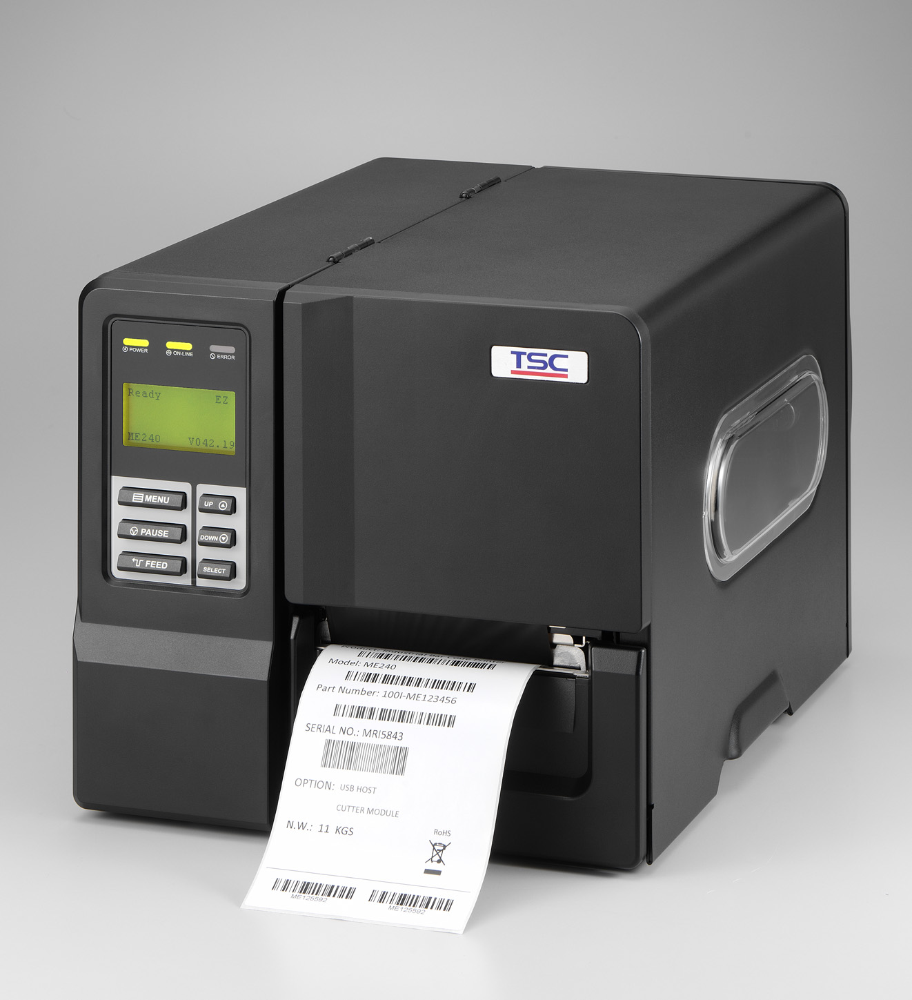 POWER ON-LINE ERROR
Ready EZ
ME240 V042.19
MENU UP
PAUSE DOWN
FEED SELECT
TSC
Model: ME240
Part Number: 100I-ME123456
SERIAL NO.: MRI5843
OPTION: USB HOST
CUTTER MODULE
N.W.: 11 KGS
RoHS
ME125592 ME125592